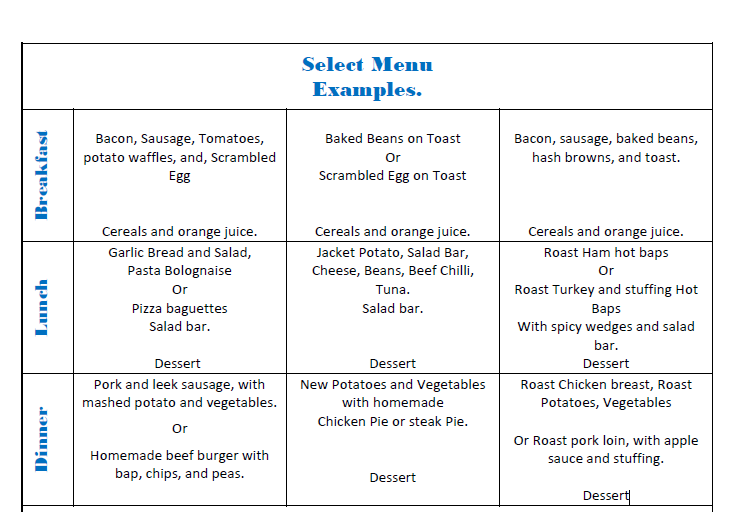 Select Menu
Examples.
Breakfast
Bacon, Sausage, Tomatoes,
potato waffles, and, Scrambled
Egg
Cereals and orange juice.
Baked Beans on Toast
Or
Scrambled Egg on Toast
Cereals and orange juice.
Bacon, sausage, baked beans,
hash browns, and toast.
Cereals and orange juice.
Lunch
Garlic Bread and Salad,
Pasta Bolognaise
Or
Pizza baguettes
Salad bar.
Dessert
Jacket Potato, Salad Bar,
Cheese, Beans, Beef Chilli,
Tuna.
Salad bar.
Dessert
Roast Ham hot baps
Or
Roast Turkey and stuffing Hot
Baps
With spicy wedges and salad
bar.
Dessert
Dinner
Pork and leek sausage, with
mashed potato and vegetables.
Or
Homemade beef burger with
bap, chips, and peas.
New Potatoes and Vegetables
with homemade
Chicken Pie or steak Pie.
Dessert
Roast Chicken breast, Roast
Potatoes, Vegetables
Or Roast pork loin, with apple
sauce and stuffing.
Dessert